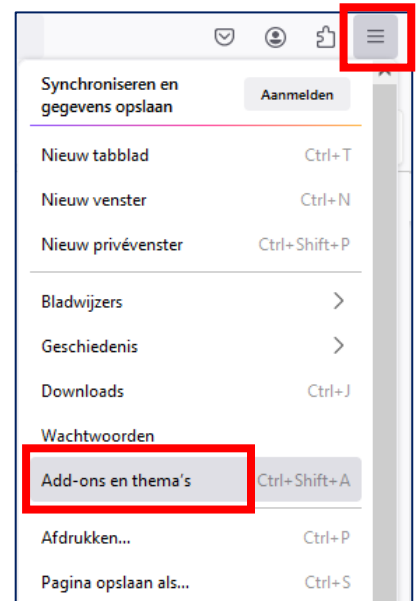 Synchroniseren en
gegevens opslaan
Aanmelden
Nieuw tabblad Ctrl+T
Nieuw venster Ctrl+N
Nieuw privévenster Ctrl+Shift+P
Bladwijzers
Geschiedenis
Downloads Ctrl+J
Wachtwoorden
Add-ons en thema's Ctrl+Shift+A
Afdrukken... Ctrl+P
Pagina opslaan als... Ctrl+S